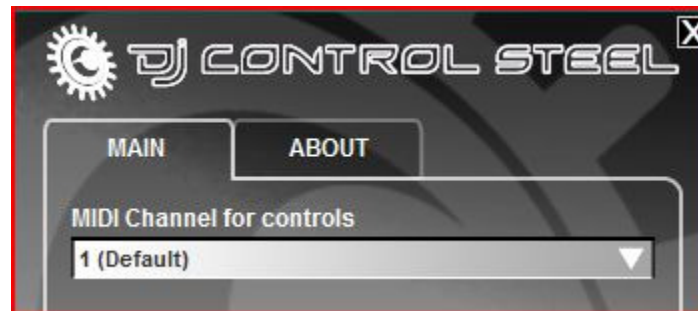 DJ CONTROL STEEL
X
MAIN
ABOUT
MIDI Channel for controls
1 (Default)